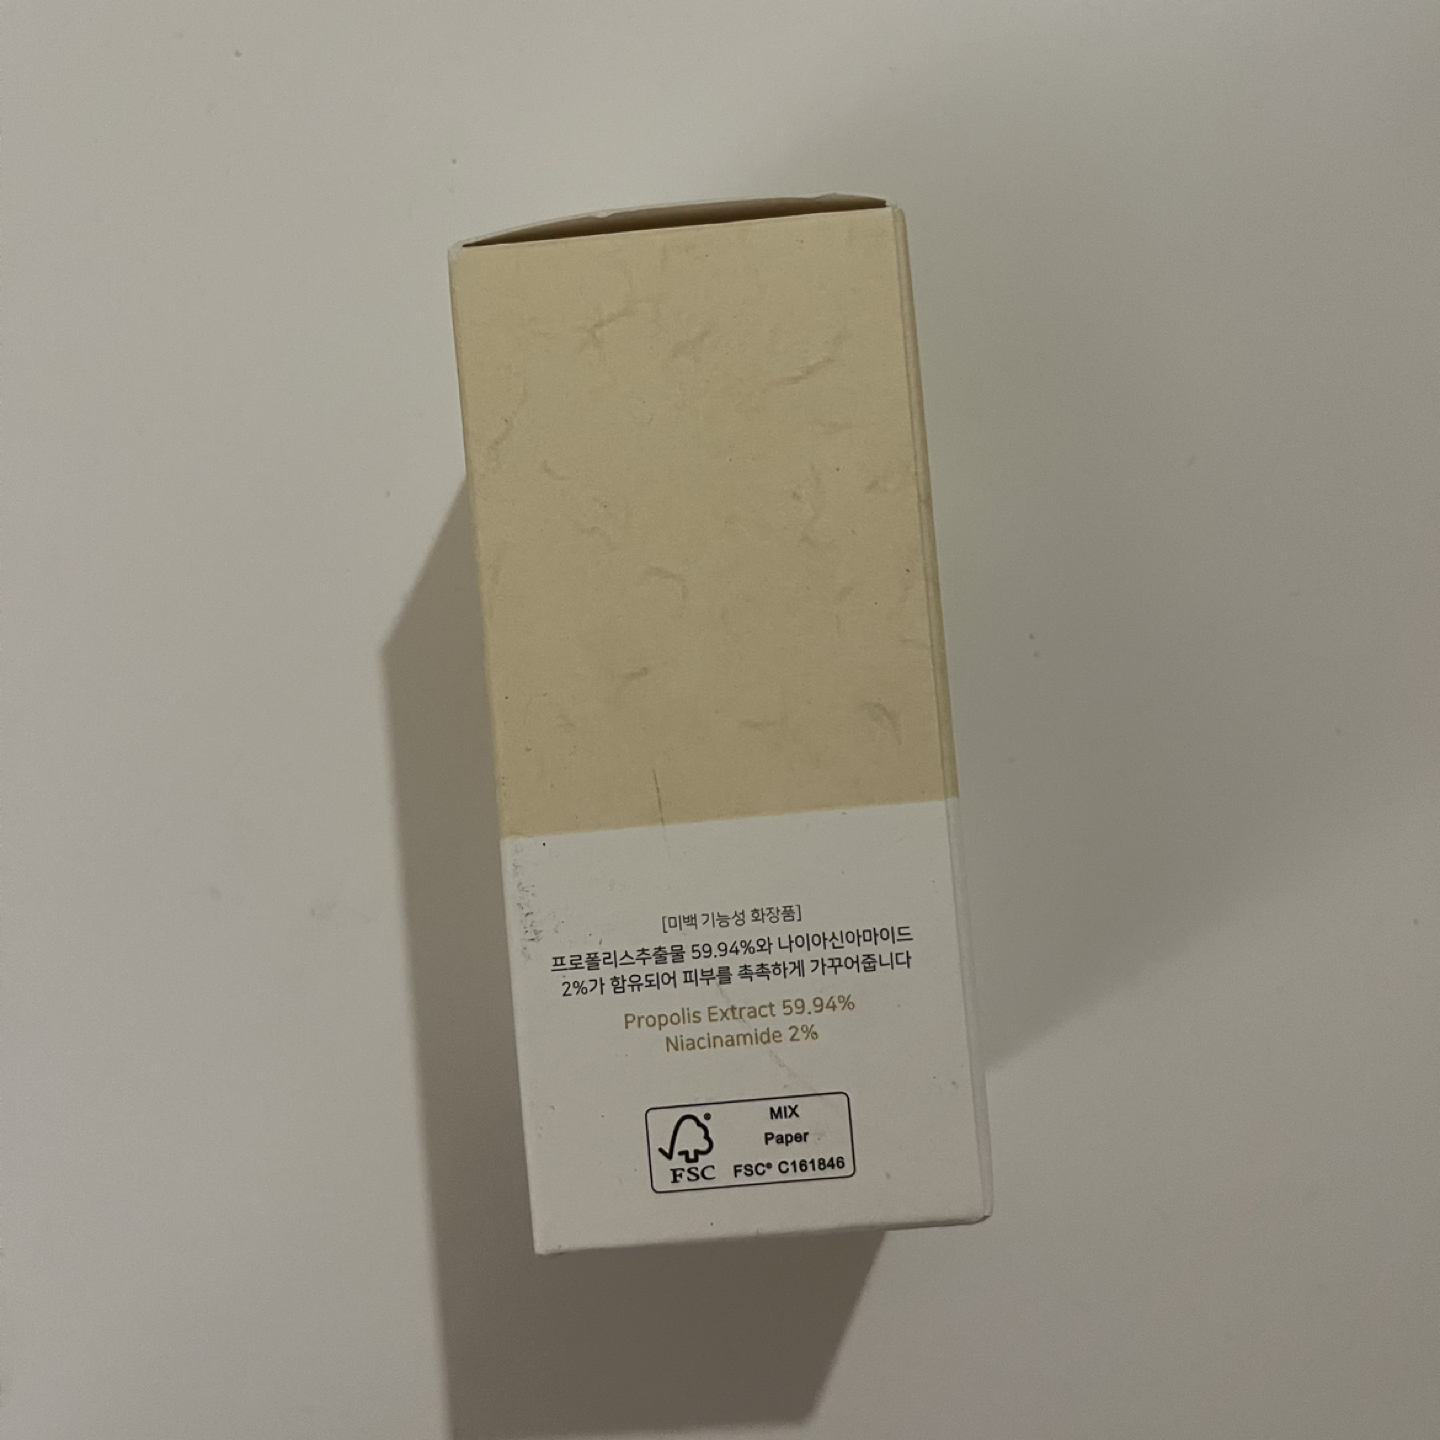 [미백 기능성 화장품]
프로폴리스추출물 59.94%와 나이아신아마이드
2%가 함유되어 피부를 촉촉하게 가꾸어줍니다
Propolis Extract 59.94%
Niacinamide 2%
FSC
MIX
Paper
FSC® C161846